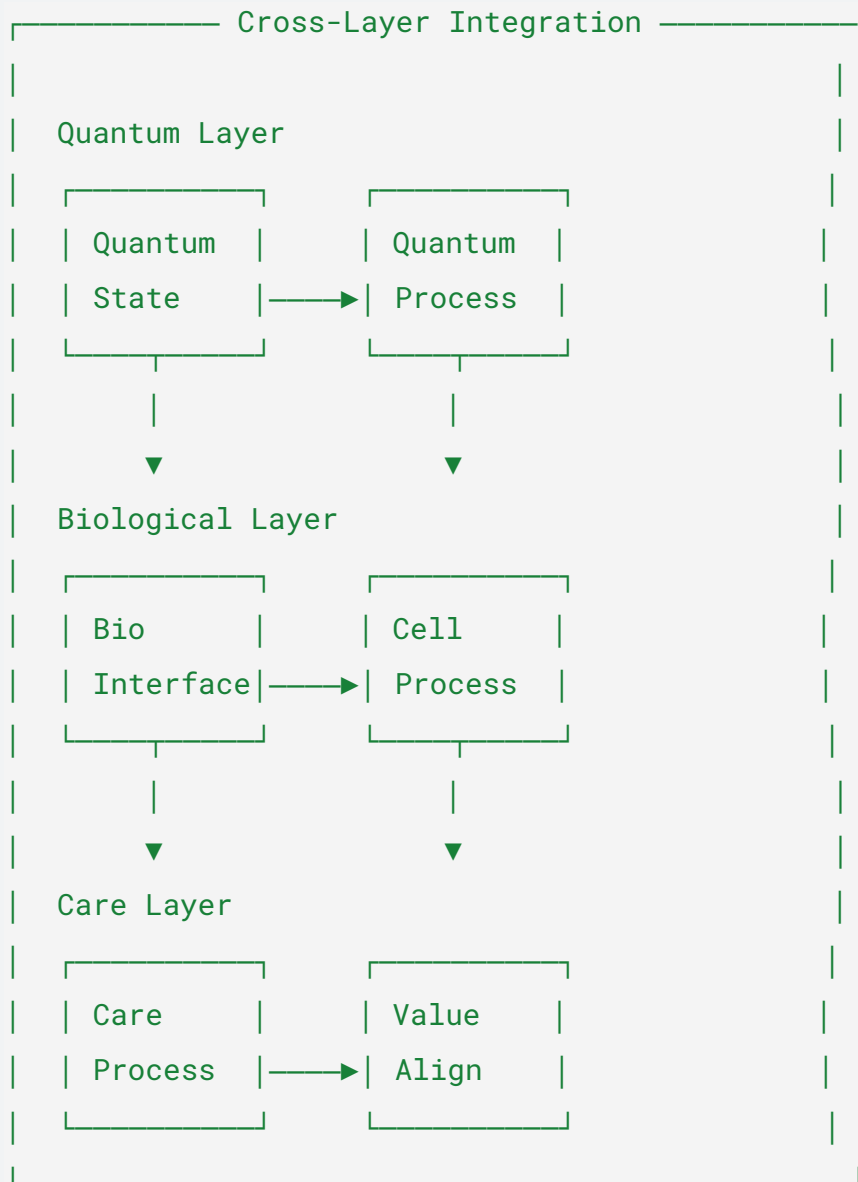 Cross-Layer Integration
Quantum Layer
Quantum Quantum
State Process
Biological Layer
Bio Cell
Interface Process
Care Layer
Care Value
Process Align